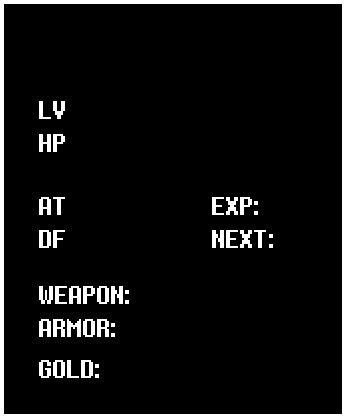 LV
HP
AT EXP:
DF NEXT:
WEAPON:
ARMOR:
GOLD: